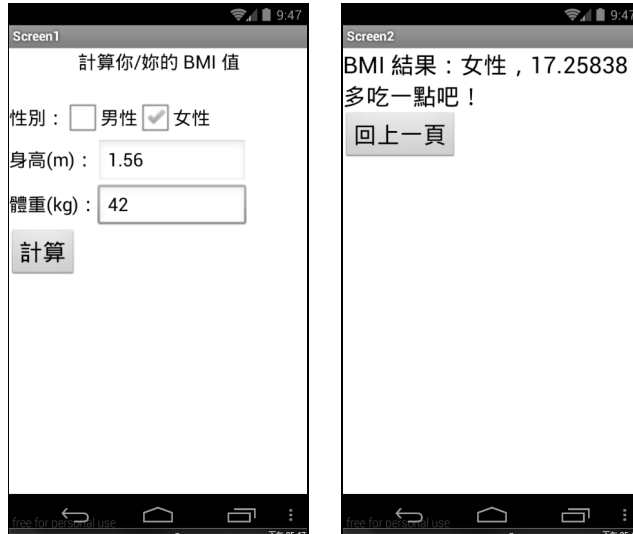 9:47
Screen1
計算你/妳的 BMI 值
性別： 男性 女性
身高(m)： 1.56
體重(kg)： 42
計算
free for personal use
9:47
Screen2
BMI 結果：女性，17.25838
多吃一點吧！
回上一頁
free for personal use